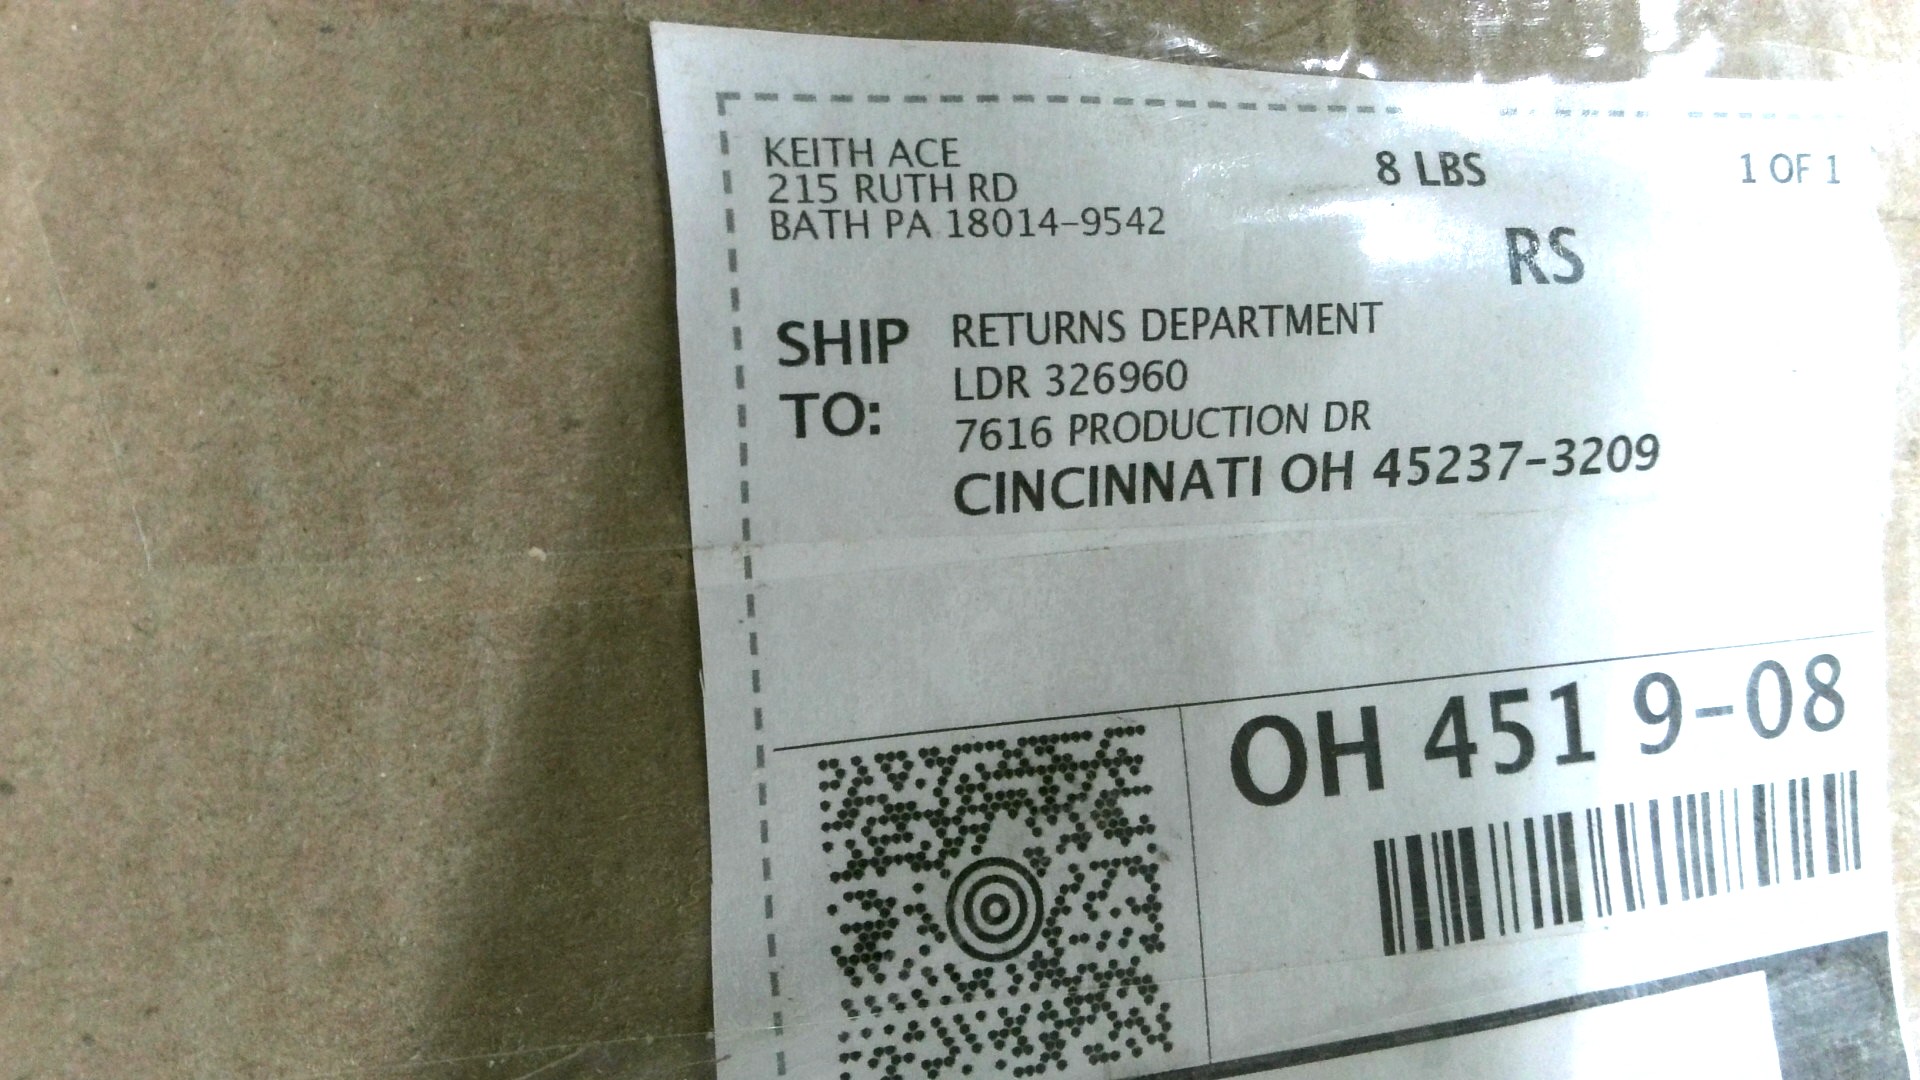 KEITH ACE
215 RUTH RD
BATH PA 18014-9542
8 LBS
1 OF 1
RS
SHIP TO:
RETURNS DEPARTMENT
LDR 326960
7616 PRODUCTION DR
CINCINNATI OH 45237-3209
OH 451 9-08